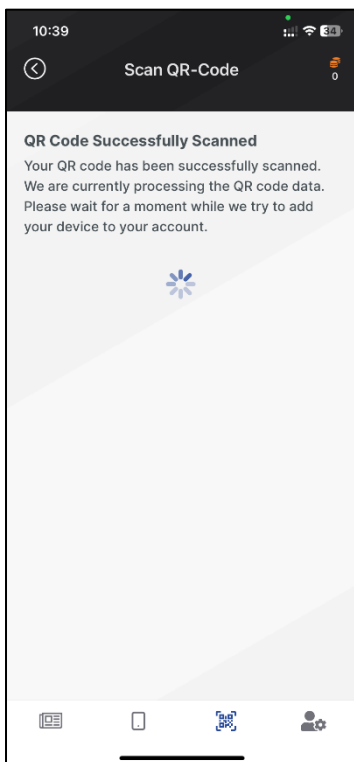 10:39
34
Scan QR-Code
0
QR Code Successfully Scanned
Your QR code has been successfully scanned.
We are currently processing the QR code data.
Please wait for a moment while we try to add
your device to your account.